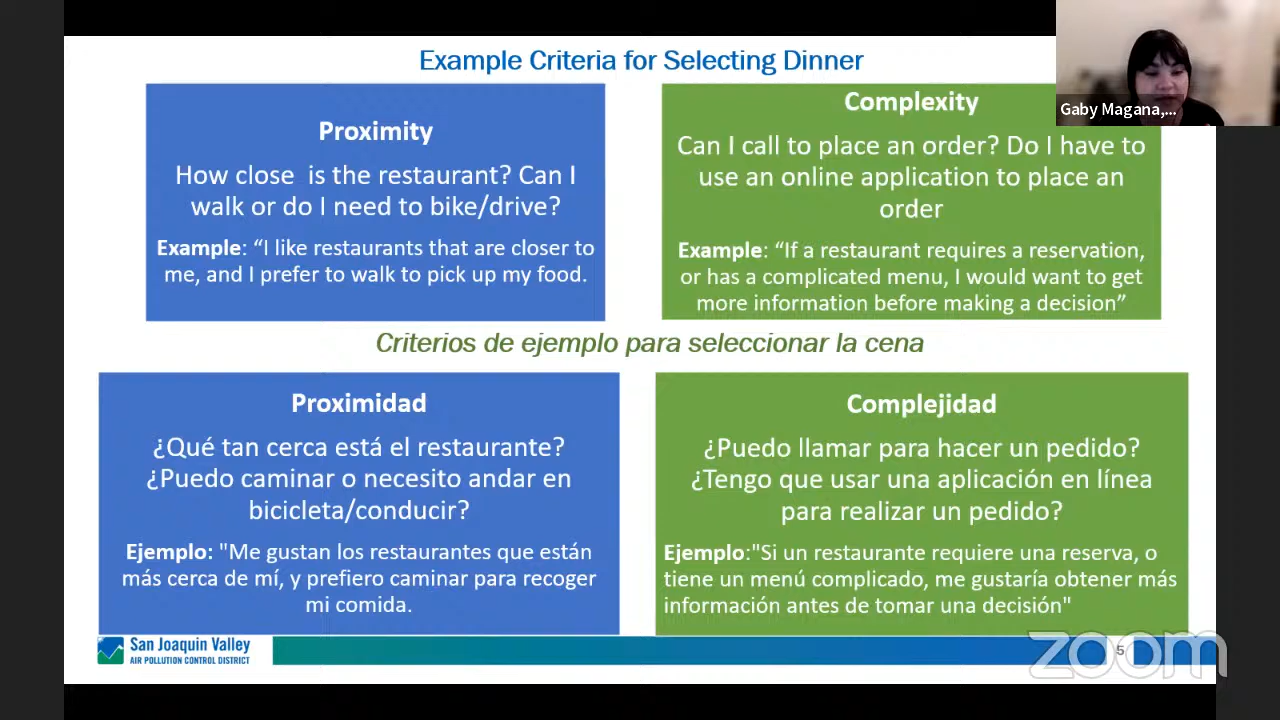 Example Criteria for Selecting Dinner
Proximity
How close  is the restaurant? Can I
walk or do I need to bike/drive?
Example: “I like restaurants that are closer to
me, and I prefer to walk to pick up my food.
Complexity
Can I call to place an order? Do I have to
use an online application to place an
order
Example: “If a restaurant requires a reservation,
or has a complicated menu, I would want to get
more information before making a decision”
Gaby Magana,...
Criterios de ejemplo para seleccionar la cena
Proximidad
¿Qué tan cerca está el restaurante?
¿Puedo caminar o necesito andar en
bicicleta/conducir?
Ejemplo: "Me gustan los restaurantes que están
más cerca de mí, y prefiero caminar para recoger
mi comida.
Complejidad
¿Puedo llamar para hacer un pedido?
¿Tengo que usar una aplicación en línea
para realizar un pedido?
Ejemplo:"Si un restaurante requiere una reserva, o
tiene un menú complicado, me gustaría obtener más
información antes de tomar una decisión"
San Joaquin Valley
AIR POLLUTION CONTROL DISTRICT
5
zoom